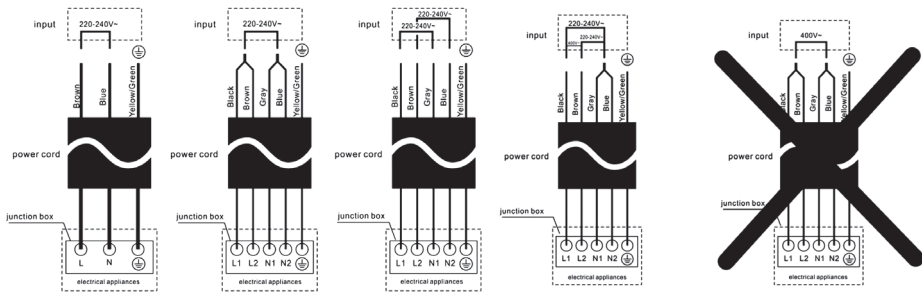 input
220-240V~
Brown
Blue
Yellow/Green
power cord
junction box
L
N
electrical appliances
input
220-240V~
Black
Brown
Gray
Blue
Yellow/Green
power cord
junction box
L1 L2 N1 N2
electrical appliances
input
220-240V~
220-240V~
Black
Brown
Gray
Blue
Yellow/Green
power cord
junction box
L1 L2 N1 N2
electrical appliances
input
220-240V~
400V~
220-240V~
Black
Brown
Gray
Blue
Yellow/Green
power cord
junction box
L1 L2 N1 N2
electrical appliances
input
400V~
Black
Brown
Gray
Blue
Yellow/Green
power cord
junction box
L1 L2 N1 N2
electrical appliances